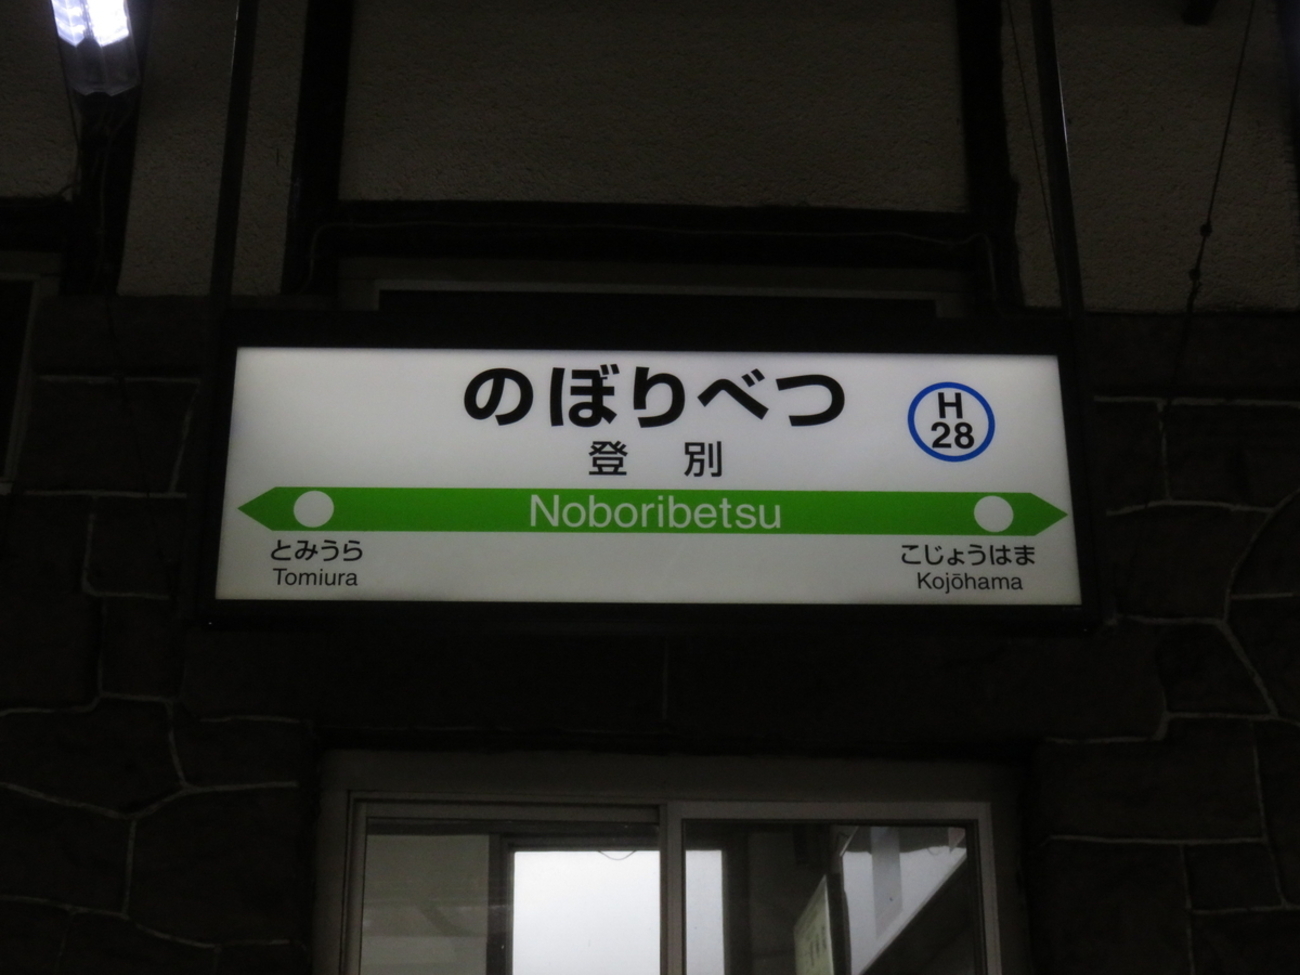 のぼりべつ
H
28
登別
Noboribetsu
とみうら
Tomiura
こじょうはま
Kojōhama